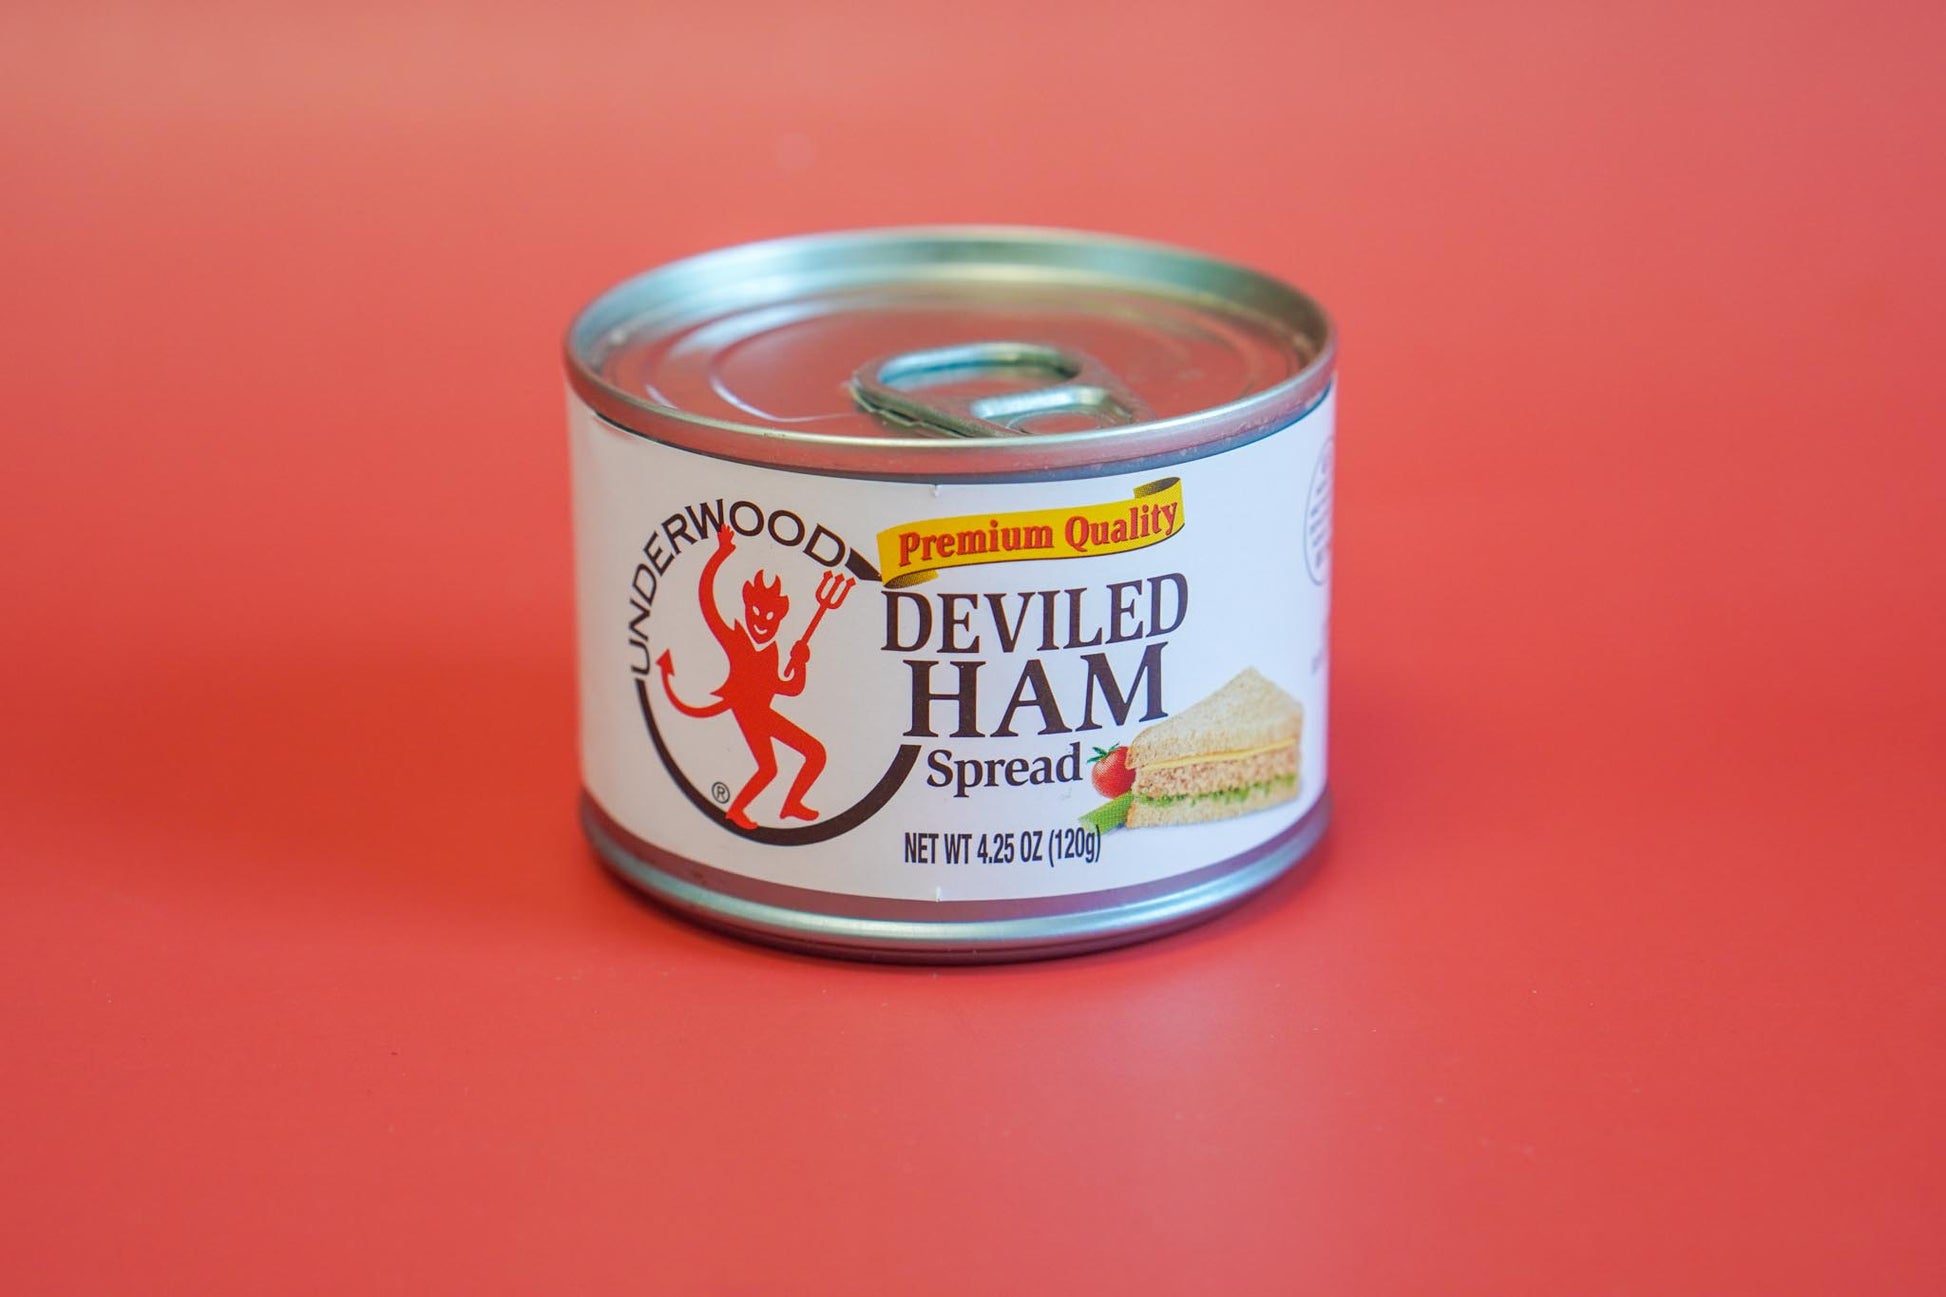 UNDERWOOD
®
Premium Quality
DEVILED
HAM
Spread
NET WT 4.25 OZ (120g)